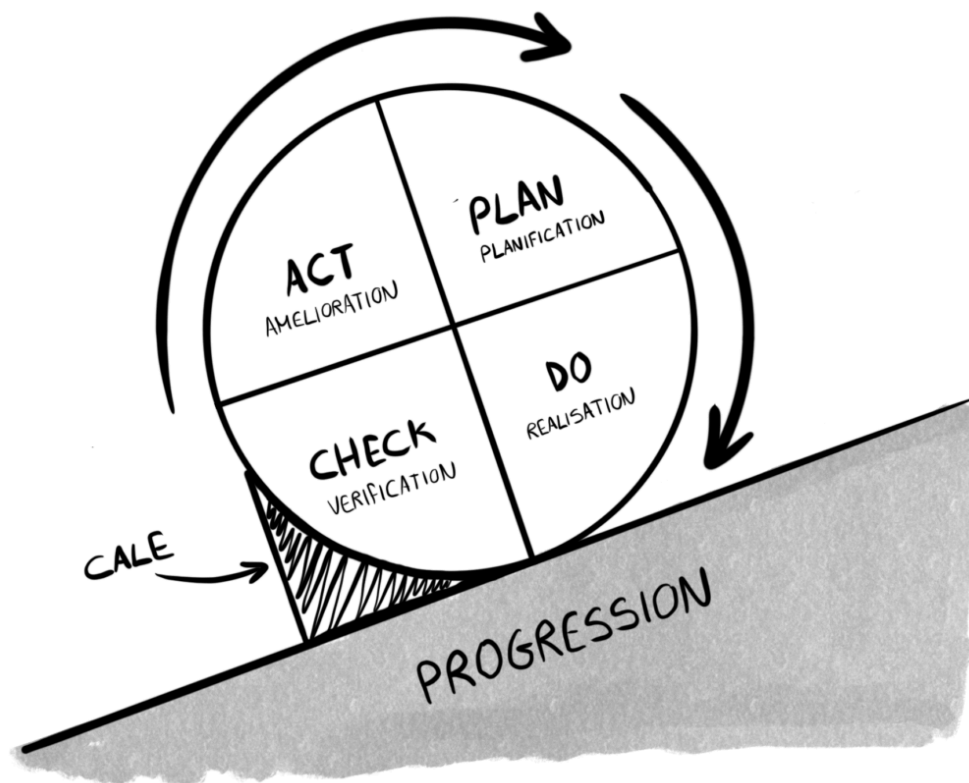 PLAN
PLANIFICATION
ACT
AMELIORATION
DO
REALISATION
CHECK
VERIFICATION
CALE
PROGRESSION